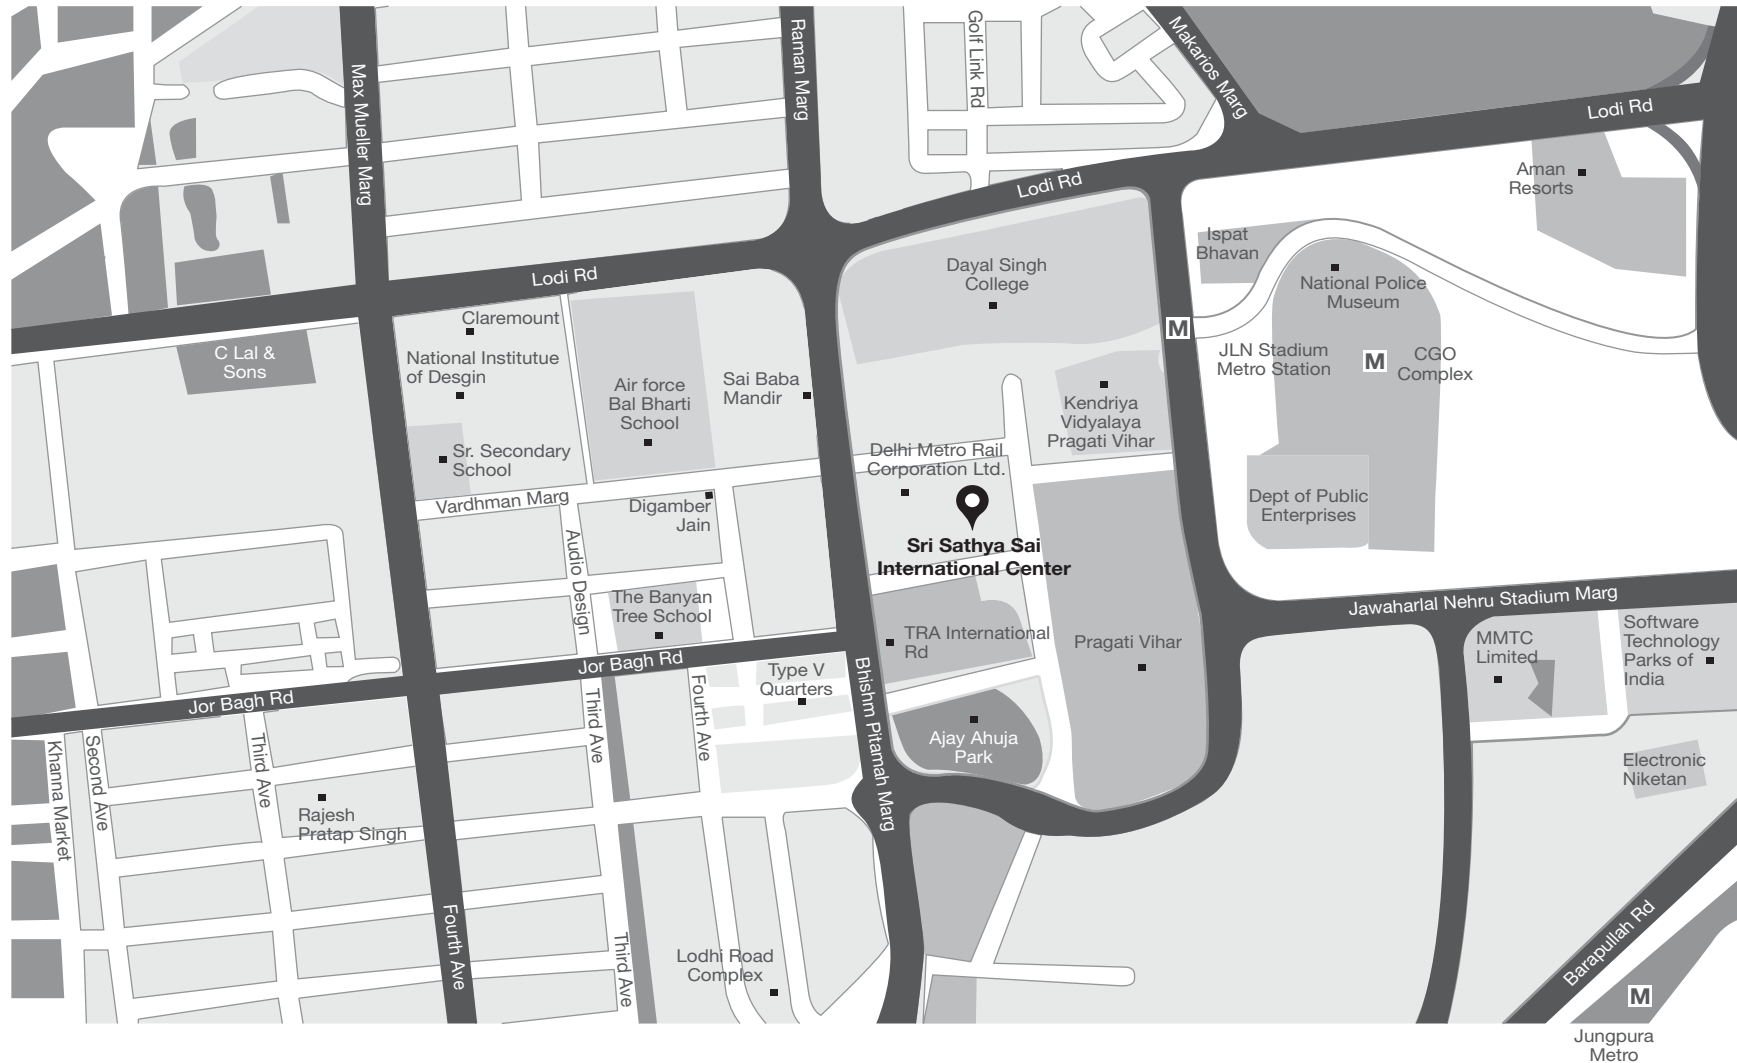 Max Mueller Marg
Raman Marg
Golf Link Rd
Makarios Marg
Lodi Rd
Aman
Resorts
Lodi Rd
Ispat
Bhavan
Dayal Singh
College
Lodi Rd
National Police
Museum
Claremount
M
C Lal &
Sons
National Institutue
of Desgin
JLN Stadium
Metro Station
M
CGO
Complex
Air force
Bal Bharti
School
Sai Baba
Mandir
Kendriya
Vidyalaya
Pragati Vihar
Sr. Secondary
School
Delhi Metro Rail
Corporation Ltd.
Vardhman Marg
Digamber
Jain
Dept of Public
Enterprises
Audio Design
Sri Sathya Sai
International Center
The Banyan
Tree School
Jawaharlal Nehru Stadium Marg
TRA International
Rd
Pragati Vihar
MMTC
Limited
Software
Technology
Parks of
India
Jor Bagh Rd
Type V
Quarters
Jor Bagh Rd
Bhishm Pitamah Marg
Third Ave
Fourth Ave
Ajay Ahuja
Park
Khanna Market
Second Ave
Third Ave
Electronic
Niketan
Rajesh
Pratap Singh
Fourth Ave
Third Ave
Lodhi Road
Complex
Barapullah Rd
M
Jungpura
Metro